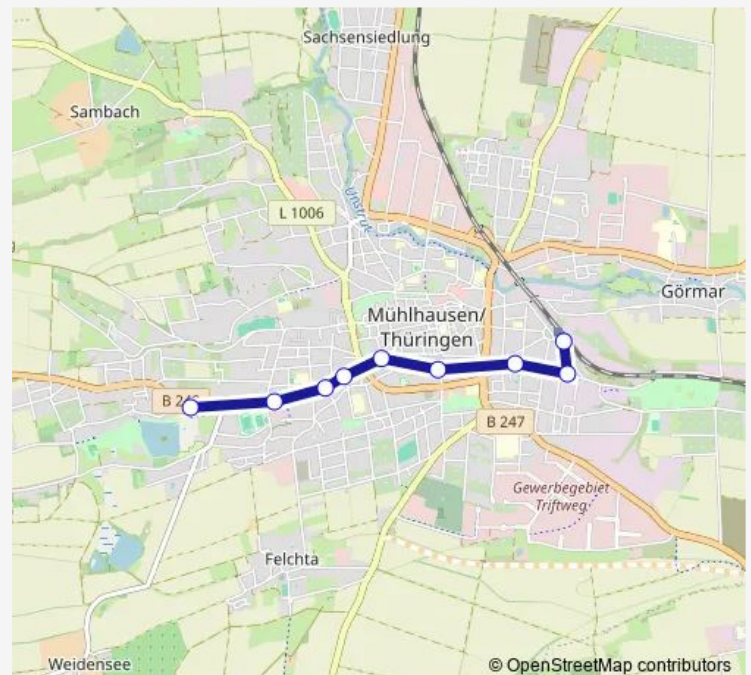 Sachsensiedlung
Sambach
L 1006
Unstrut
Görmar
Mühlhausen/
Thüringen
B 247
Gewerbegebiet
Triftweg
Felchta
Weidensee
© OpenStreetMap contributors